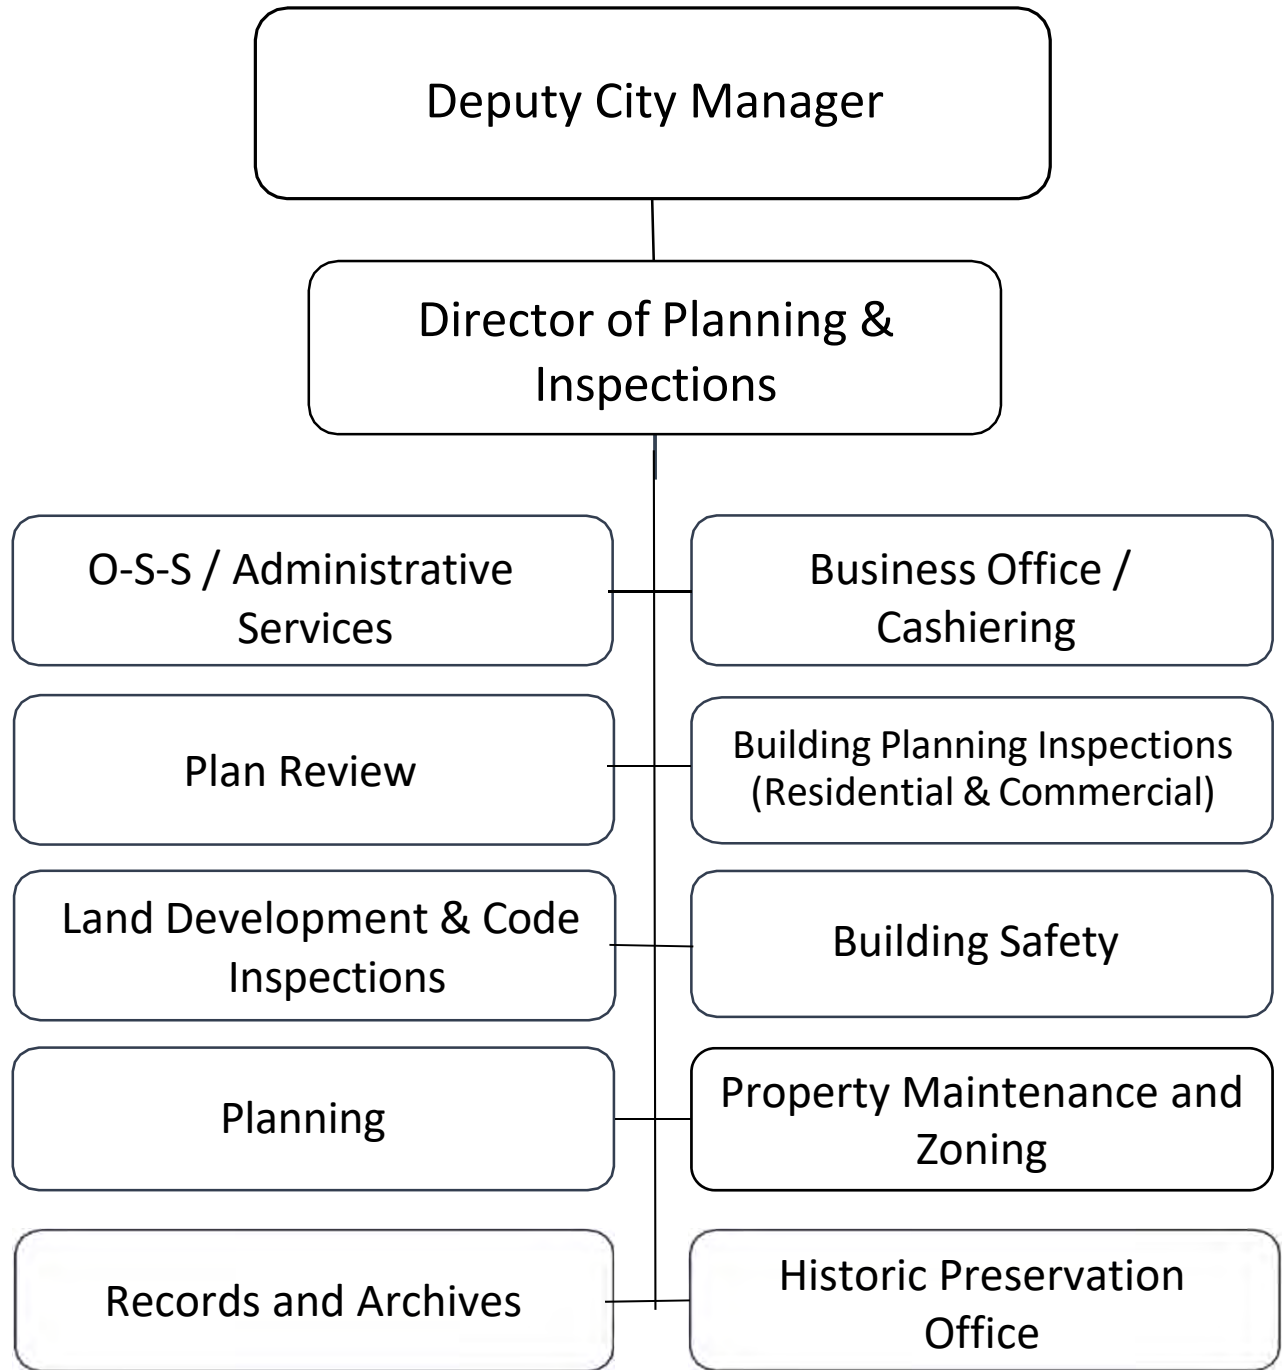 Deputy City Manager
Director of Planning &
Inspections
O-S-S / Administrative
Services
Business Office /
Cashiering
Plan Review
Building Planning Inspections
(Residential & Commercial)
Land Development & Code
Inspections
Building Safety
Planning
Property Maintenance and
Zoning
Records and Archives
Historic Preservation
Office